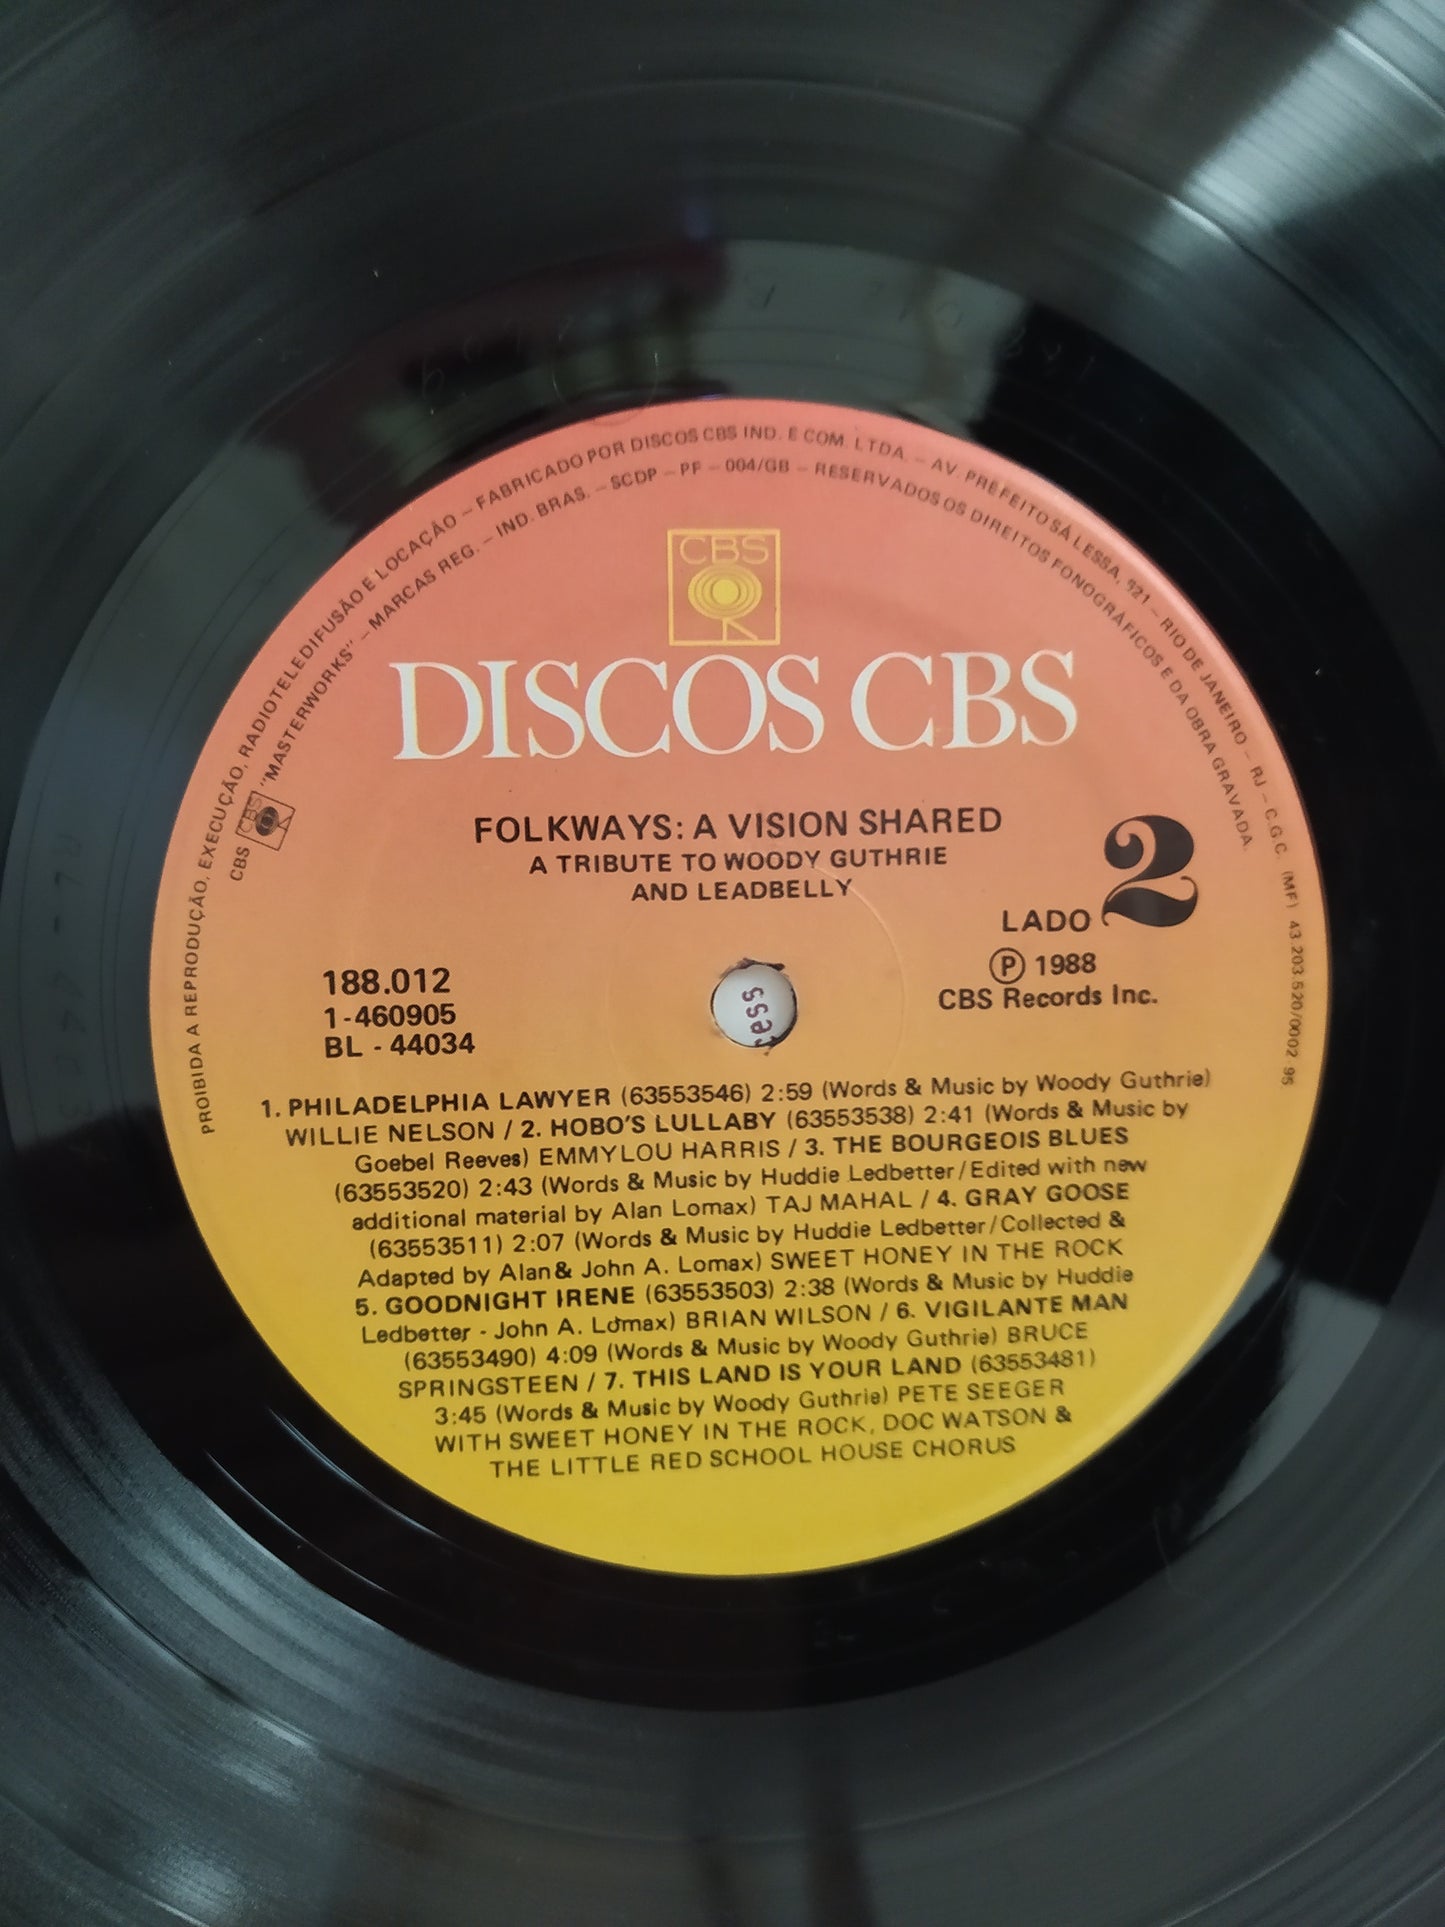 PROIBIDA A REPRODUÇÃO, EXECUÇÃO, RADIOTELEDIFUSÃO E LOCAÇÃO – FABRICADO POR DISCOS CBS IND. E COM. LTDA. – AV. PREFEITO SÁ LESSA, 621 – RIO DE JANEIRO – RJ – C.G.C. (MF) 43.203.520/0002-95
CBS CBS "MASTERWORKS" – MARCAS REG. – IND. BRAS. – SCDP – PF – 004/GB – RESERVADOS OS DIREITOS FONOGRÁFICOS E DA OBRA GRAVADA.
CBS
DISCOS CBS
FOLKWAYS: A VISION SHARED
A TRIBUTE TO WOODY GUTHRIE
AND LEADBELLY
LADO 2
188.012
1-460905
BL - 44034
Ⓟ 1988
CBS Records Inc.
1. PHILADELPHIA LAWYER (63553546) 2:59 (Words & Music by Woody Guthrie)
WILLIE NELSON / 2. HOBO'S LULLABY (63553538) 2:41 (Words & Music by
Goebel Reeves) EMMYLOU HARRIS / 3. THE BOURGEOIS BLUES
(63553520) 2:43 (Words & Music by Huddie Ledbetter/Edited with new
additional material by Alan Lomax) TAJ MAHAL / 4. GRAY GOOSE
(63553511) 2:07 (Words & Music by Huddie Ledbetter/Collected &
Adapted by Alan & John A. Lomax) SWEET HONEY IN THE ROCK
5. GOODNIGHT IRENE (63553503) 2:38 (Words & Music by Huddie
Ledbetter - John A. Lomax) BRIAN WILSON / 6. VIGILANTE MAN
(63553490) 4:09 (Words & Music by Woody Guthrie) BRUCE
SPRINGSTEEN / 7. THIS LAND IS YOUR LAND (63553481)
3:45 (Words & Music by Woody Guthrie) PETE SEEGER
WITH SWEET HONEY IN THE ROCK, DOC WATSON &
THE LITTLE RED SCHOOL HOUSE CHORUS